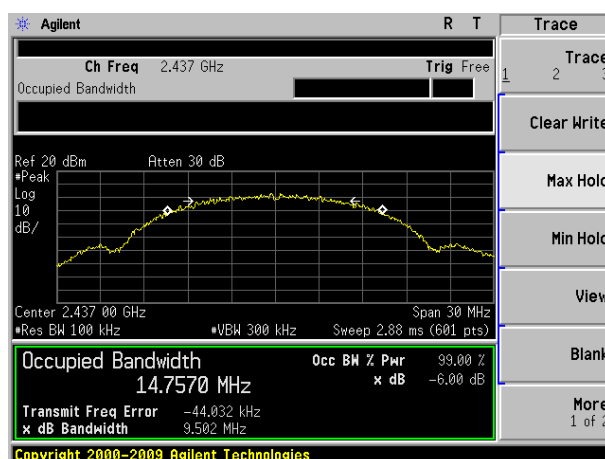 Agilent R T Trace
Ch Freq 2.437 GHz Trig Free
Occupied Bandwidth
Trace
1 2 3
Clear Write
Max Hold
Min Hold
View
Blank
More
1 of 2
Ref 20 dBm Atten 30 dB
#Peak
Log
10
dB/
Center 2.437 00 GHz Span 30 MHz
#Res BW 100 kHz #VBW 300 kHz Sweep 2.88 ms (601 pts)
Occupied Bandwidth Occ BW % Pwr 99.00 %
14.7570 MHz x dB -6.00 dB
Transmit Freq Error -44.032 kHz
x dB Bandwidth 9.502 MHz
Copyright 2000-2009 Agilent Technologies